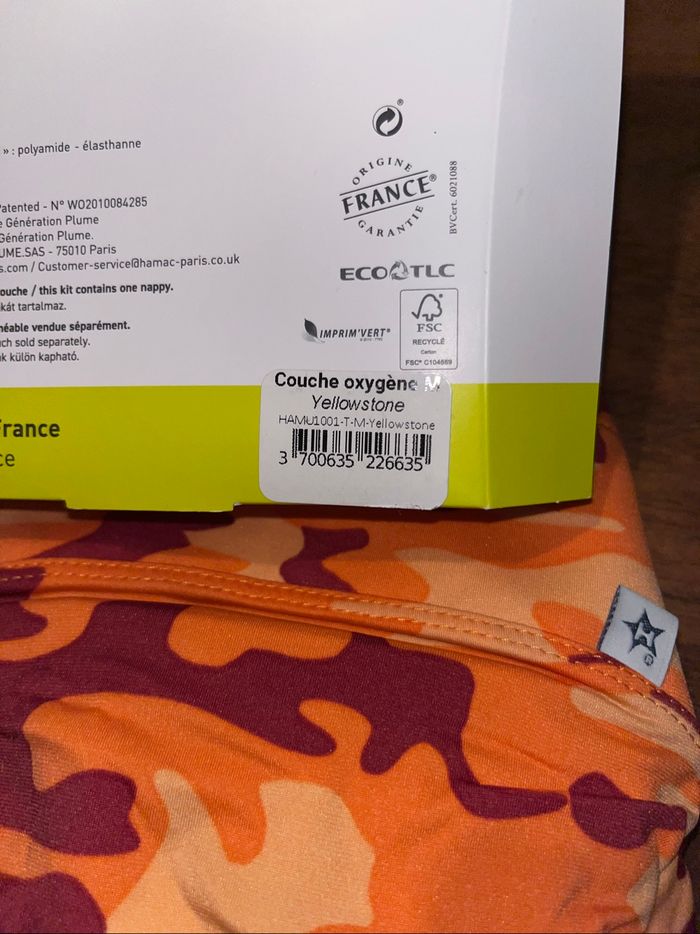 » : polyamide - élasthanne
Patented - N° WO2010084285
e Génération Plume
Génération Plume.
UME.SAS - 75010 Paris
s.com / Customer-service@hamac-paris.co.uk
ouche / this kit contains one nappy.
kát tartalmaz.
méable vendue séparément.
ch sold separately.
k külön kapható.
France
ce
®
ORIGINE
FRANCE®
GARANTIE
BVCert. 6021088
ECO TLC
IMPRIM'VERT®
FSC
RECYCLÉ
Carton
FSC® C104669
Couche oxygène M
Yellowstone
HAMU1001-T-M-Yellowstone
3 700635 226635
H
®